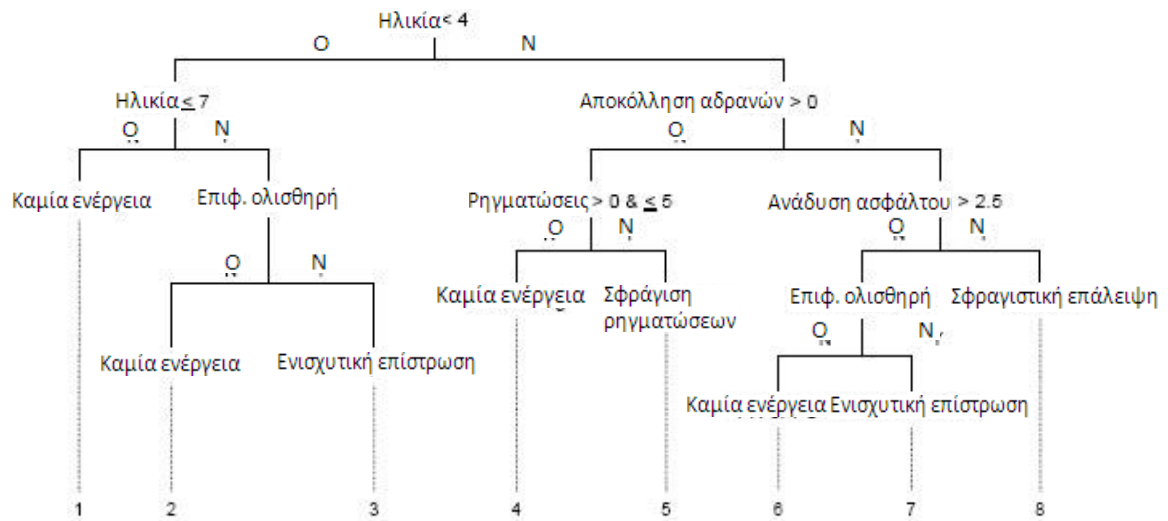 Ηλικία< 4
Ο Ν
Ηλικία ≤ 7 Αποκόλληση αδρανών > 0
Ο Ν Ο Ν
Καμία ενέργεια Επιφ. ολισθηρή Ρηγματώσεις > 0 & ≤ 5 Ανάδυση ασφάλτου > 2.5
Ο Ν Ο Ν Ο Ν
Καμία ενέργεια Σφράγιση Επιφ. ολισθηρή Σφραγιστική επάλειψη
ρηγματώσεων
Ο Ν
Καμία ενέργεια Ενισχυτική επίστρωση
Καμία ενέργεια Ενισχυτική επίστρωση
1 2 3 4 5 6 7 8